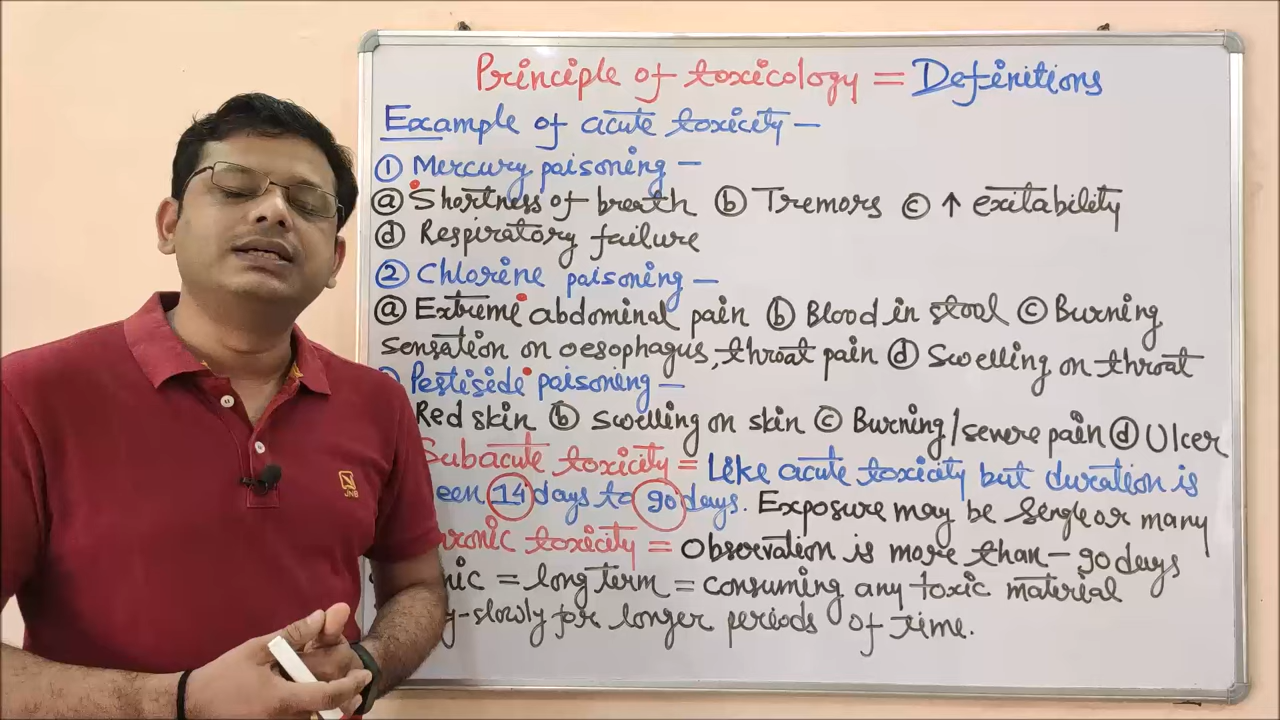 Principle of toxicology = Definitions
Example of acute toxicity -
① Mercury paisoning -
ⓐ Shortness of breath ⓑ Tremors ⓒ ↑ exitability
ⓓ Respiratory failure
② Chlorine paisoning -
ⓐ Extreme abdominal pain ⓑ Blood in stool ⓒ Burning
sensation on oesophagus, throat pain ⓓ Swelling on throat
Pestiside paisoning -
Red skin ⓑ Swelling on skin ⓒ Burning/severe pain ⓓ Ulcer
Subacute toxicity = Like acute toxicity but duration is
een 14 days to 90 days. Exposure may be single or many
ronic toxicity = Observation is more than - 90 days
nic = long term = consuming any toxic material
y-slowly for longer periods of time.
JNB